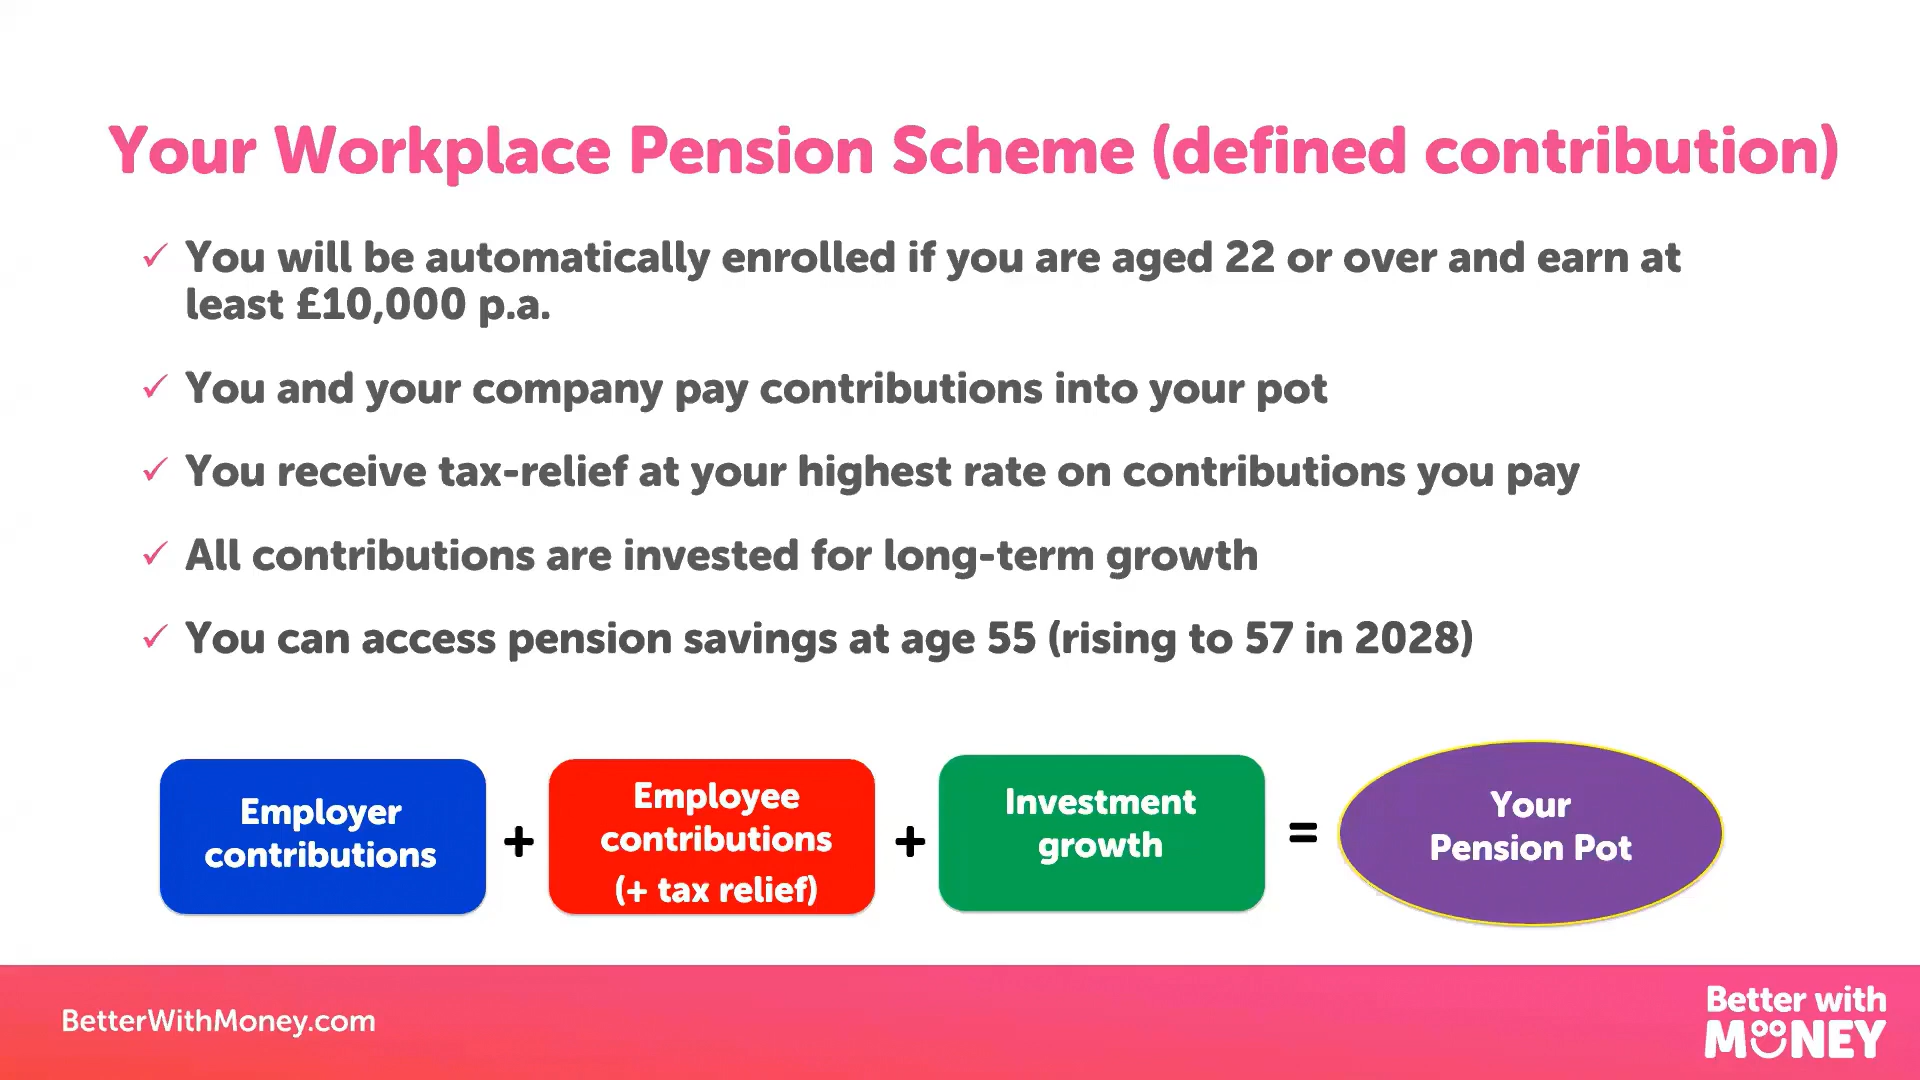 Your Workplace Pension Scheme (defined contribution)
✓ You will be automatically enrolled if you are aged 22 or over and earn at
least £10,000 p.a.
✓ You and your company pay contributions into your pot
✓ You receive tax-relief at your highest rate on contributions you pay
✓ All contributions are invested for long-term growth
✓ You can access pension savings at age 55 (rising to 57 in 2028)
Employer
contributions
+
Employee
contributions
(+ tax relief)
+
Investment
growth
=
Your
Pension Pot
BetterWithMoney.com
Better with
MONEY